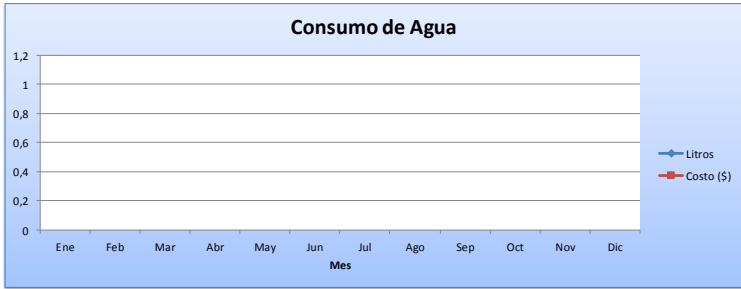 Consumo de Agua
1,2
1
0,8
0,6
0,4
0,2
0
Ene Feb Mar Abr May Jun Jul Ago Sep Oct Nov Dic
Mes
Litros
Costo ($)